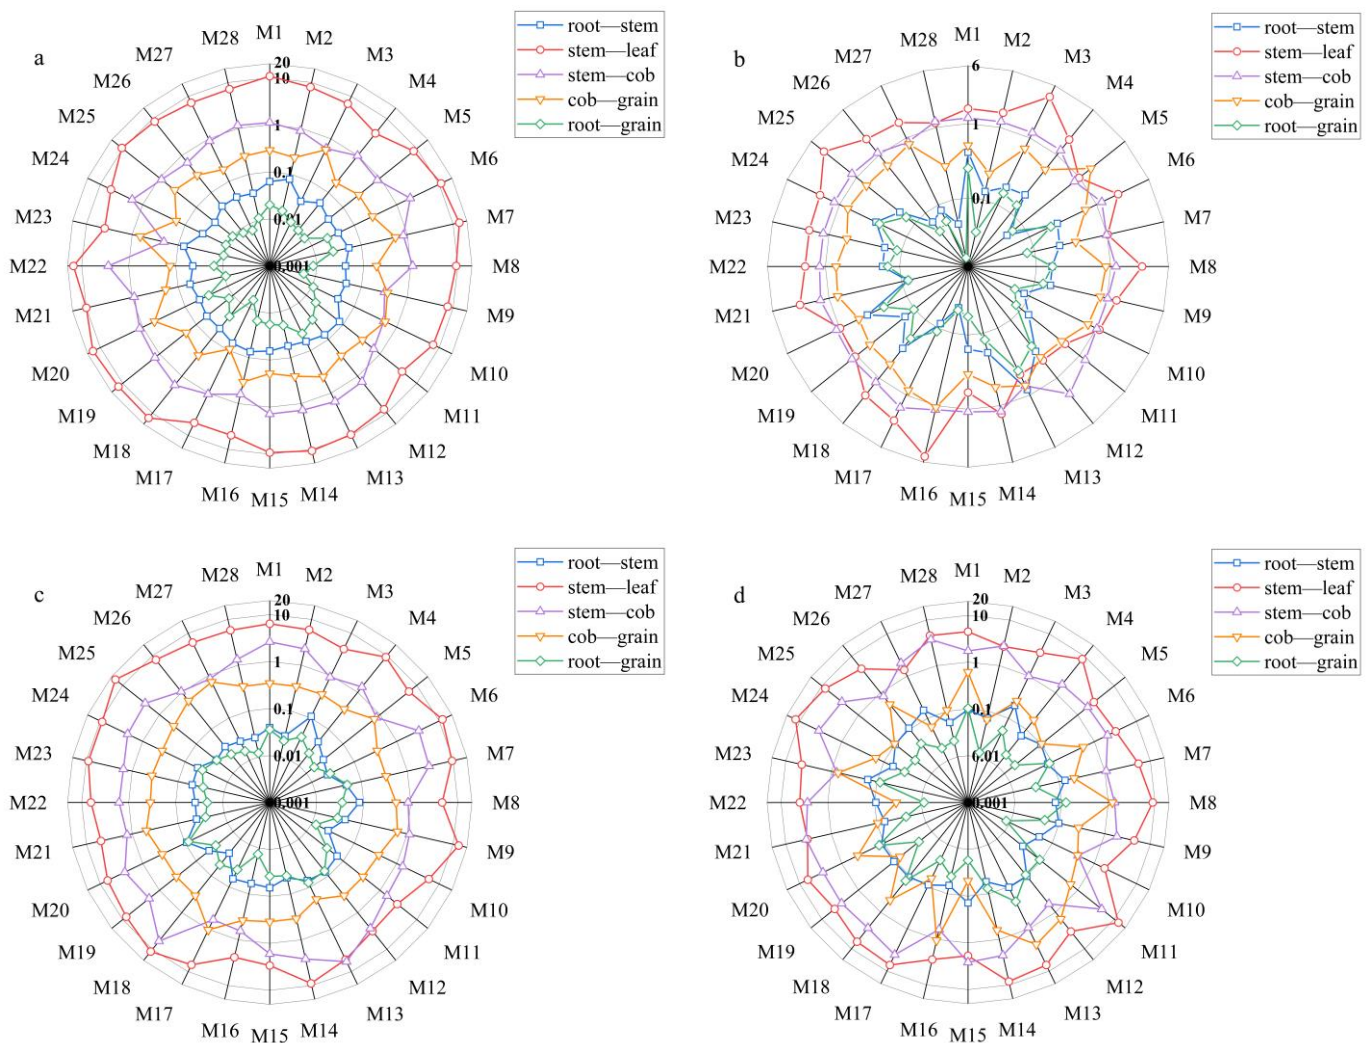 a
root—stem
stem—leaf
stem—cob
cob—grain
root—grain
M1
M2
M3
M4
M5
M6
M7
M8
M9
M10
M11
M12
M13
M14
M15
M16
M17
M18
M19
M20
M21
M22
M23
M24
M25
M26
M27
M28
20
10
1
0.1
0.01
0.001
b
root—stem
stem—leaf
stem—cob
cob—grain
root—grain
M1
M2
M3
M4
M5
M6
M7
M8
M9
M10
M11
M12
M13
M14
M15
M16
M17
M18
M19
M20
M21
M22
M23
M24
M25
M26
M27
M28
6
1
0.1
c
root—stem
stem—leaf
stem—cob
cob—grain
root—grain
M1
M2
M3
M4
M5
M6
M7
M8
M9
M10
M11
M12
M13
M14
M15
M16
M17
M18
M19
M20
M21
M22
M23
M24
M25
M26
M27
M28
20
10
1
0.1
0.01
0.001
d
root—stem
stem—leaf
stem—cob
cob—grain
root—grain
M1
M2
M3
M4
M5
M6
M7
M8
M9
M10
M11
M12
M13
M14
M15
M16
M17
M18
M19
M20
M21
M22
M23
M24
M25
M26
M27
M28
20
10
1
0.1
0.01
0.001